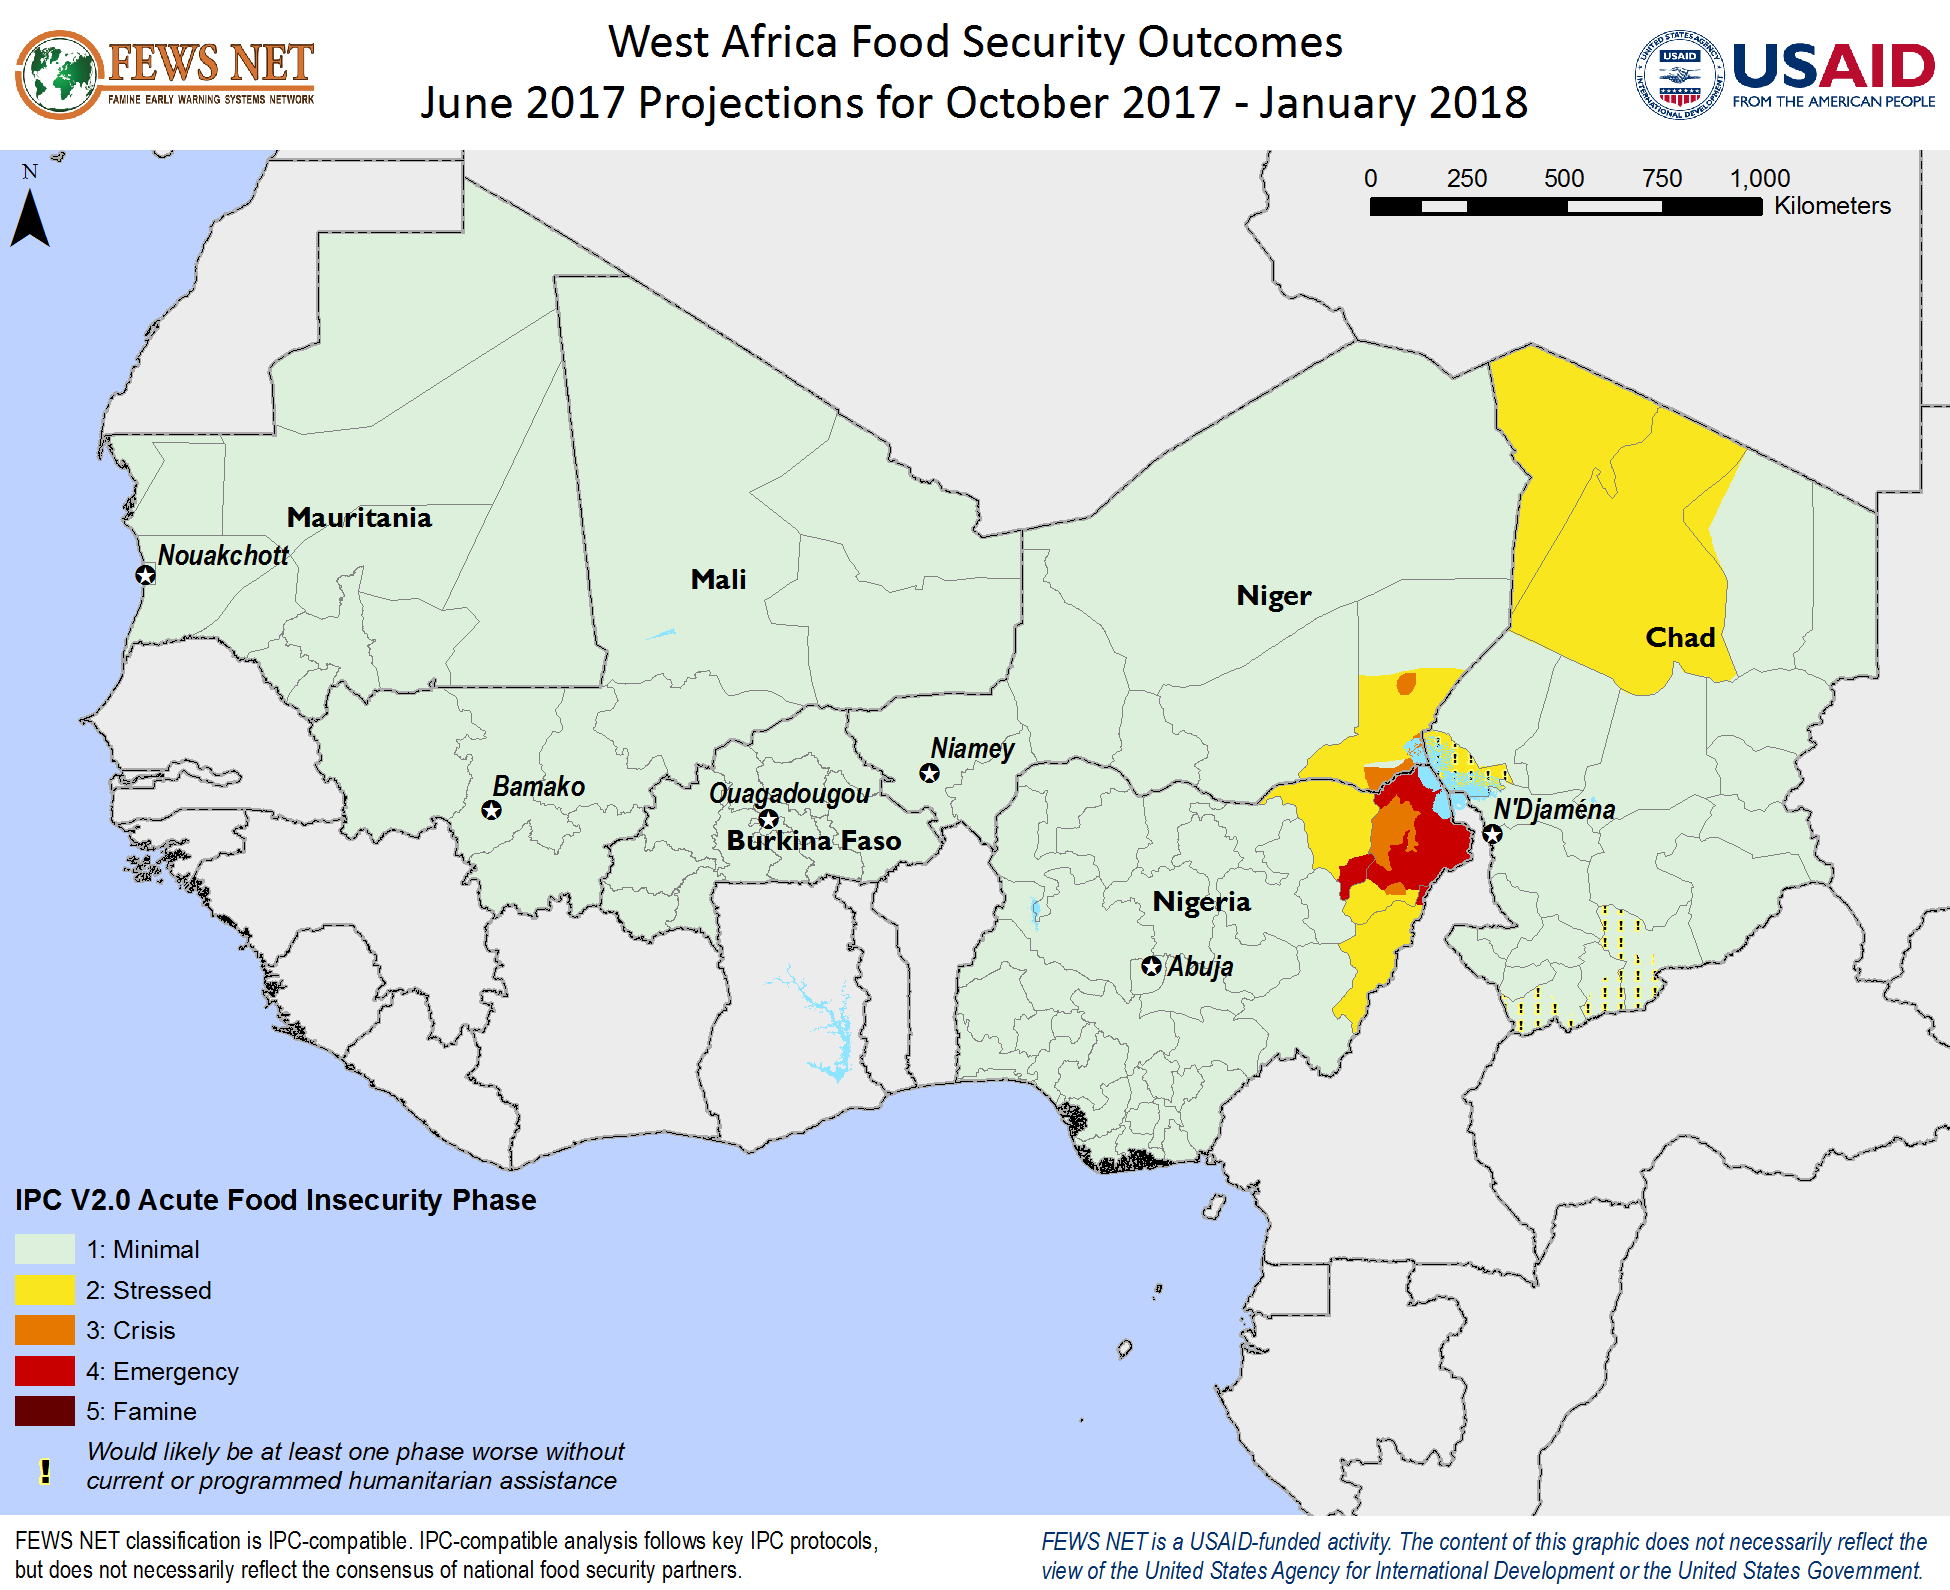 FEWS NET
FAMINE EARLY WARNING SYSTEMS NETWORK
West Africa Food Security Outcomes
June 2017 Projections for October 2017 - January 2018
UNITED STATES AGENCY
USAID
INTERNATIONAL DEVELOPMENT
USAID
FROM THE AMERICAN PEOPLE
N
0 250 500 750 1,000
Kilometers
Mauritania
Nouakchott
Mali
Niger
Chad
Niamey
Bamako
Ouagadougou
Burkina Faso
N'Djaména
Nigeria
Abuja
IPC V2.0 Acute Food Insecurity Phase
1: Minimal
2: Stressed
3: Crisis
4: Emergency
5: Famine
! Would likely be at least one phase worse without
current or programmed humanitarian assistance
FEWS NET classification is IPC-compatible. IPC-compatible analysis follows key IPC protocols,
but does not necessarily reflect the consensus of national food security partners.
FEWS NET is a USAID-funded activity. The content of this graphic does not necessarily reflect the
view of the United States Agency for International Development or the United States Government.